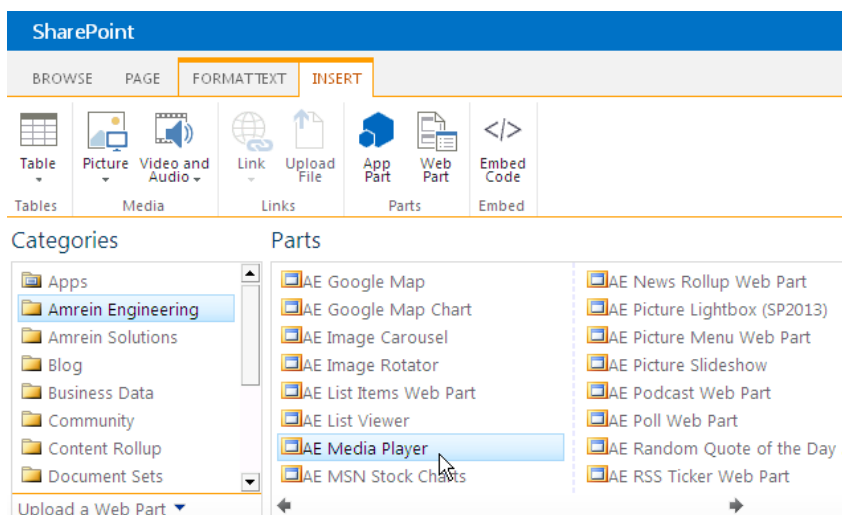 SharePoint
BROWSE PAGE FORMATTEXT INSERT
Table Picture Video and Audio Link Upload File App Part Web Part Embed Code
Tables Media Links Parts Embed
Categories
Apps
Amrein Engineering
Amrein Solutions
Blog
Business Data
Community
Content Rollup
Document Sets
Upload a Web Part
Parts
AE Google Map
AE Google Map Chart
AE Image Carousel
AE Image Rotator
AE List Items Web Part
AE List Viewer
AE Media Player
AE MSN Stock Charts
AE News Rollup Web Part
AE Picture Lightbox (SP2013)
AE Picture Menu Web Part
AE Picture Slideshow
AE Podcast Web Part
AE Poll Web Part
AE Random Quote of the Day
AE RSS Ticker Web Part